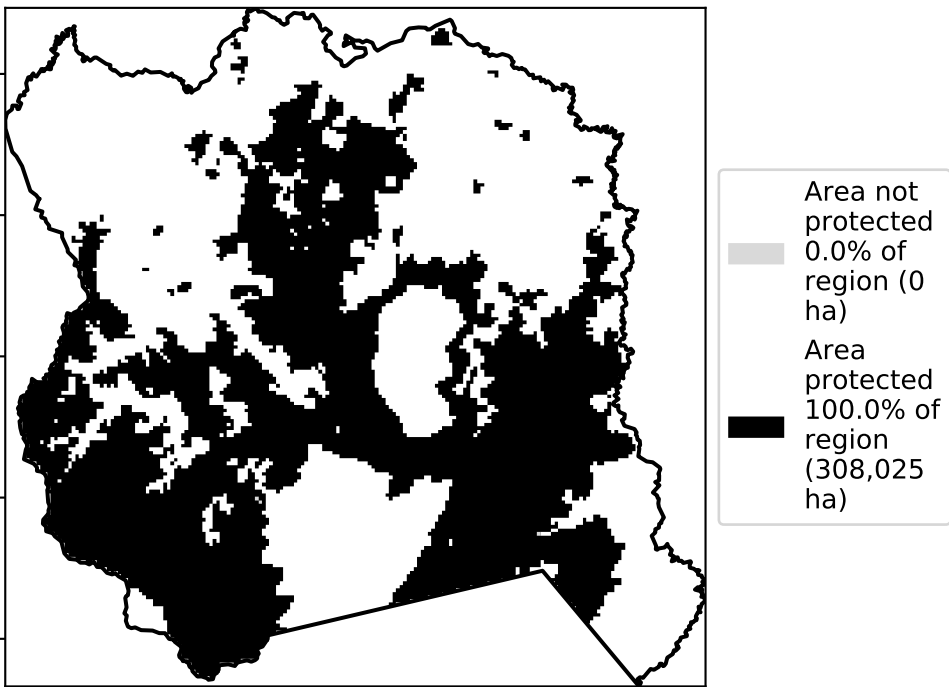 Area not
protected
0.0% of
region (0
ha)
Area
protected
100.0% of
region
(308,025
ha)